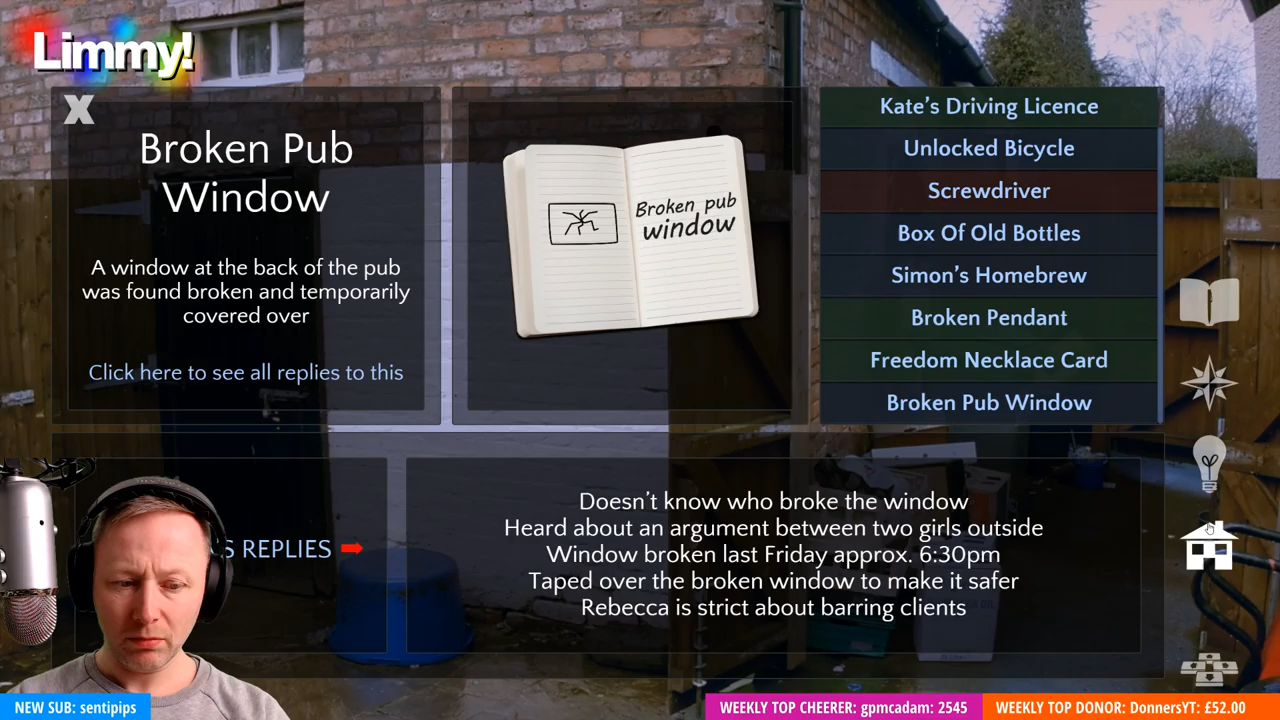 Limmy!
X
Broken Pub
Window
A window at the back of the pub
was found broken and temporarily
covered over
Click here to see all replies to this
Broken pub
window
Kate's Driving Licence
Unlocked Bicycle
Screwdriver
Box Of Old Bottles
Simon's Homebrew
Broken Pendant
Freedom Necklace Card
Broken Pub Window
S REPLIES
Doesn't know who broke the window
Heard about an argument between two girls outside
Window broken last Friday approx. 6:30pm
Taped over the broken window to make it safer
Rebecca is strict about barring clients
NEW SUB: sentipips
WEEKLY TOP CHEERER: gpmcadam: 2545
WEEKLY TOP DONOR: DonnersYT: £52.00